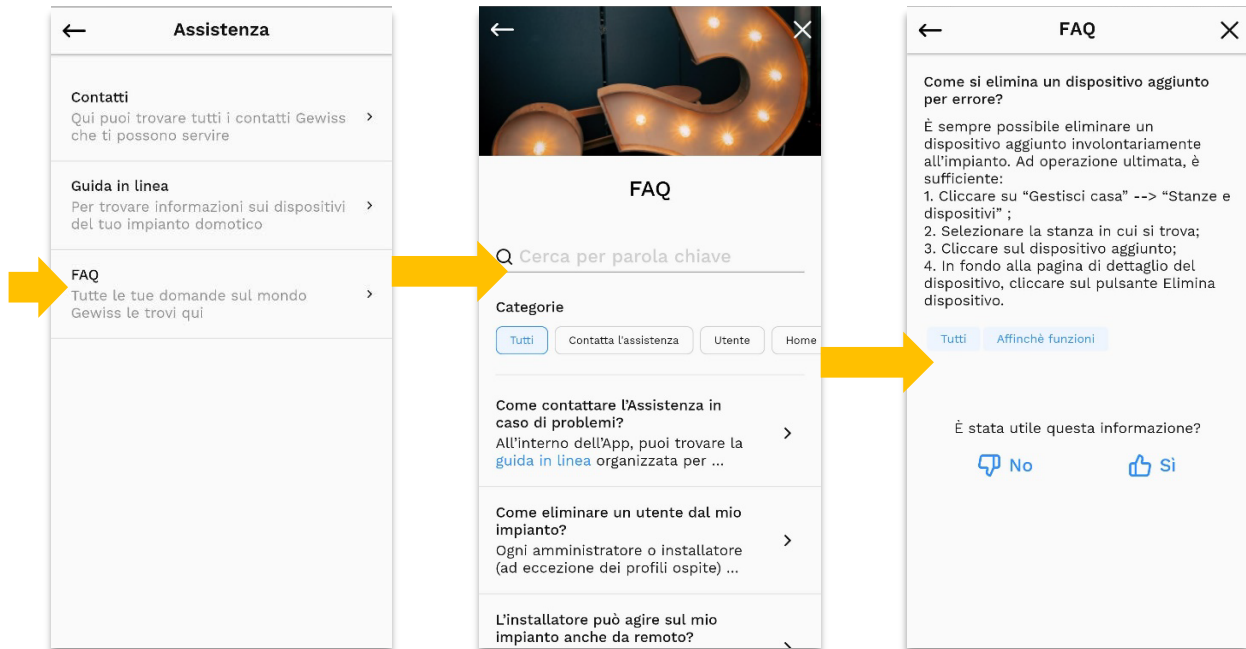 Assistenza
Contatti
Qui puoi trovare tutti i contatti Gewiss
che ti possono servire
Guida in linea
Per trovare informazioni sui dispositivi
del tuo impianto domotico
FAQ
Tutte le tue domande sul mondo
Gewiss le trovi qui
FAQ
Cerca per parola chiave
Categorie
Tutti
Contatta l'assistenza
Utente
Home
Come contattare l’Assistenza in
caso di problemi?
All’interno dell’App, puoi trovare la
guida in linea organizzata per ...
Come eliminare un utente dal mio
impianto?
Ogni amministratore o installatore
(ad eccezione dei profili ospite) ...
L’installatore può agire sul mio
impianto anche da remoto?
FAQ
Come si elimina un dispositivo aggiunto
per errore?
È sempre possibile eliminare un
dispositivo aggiunto involontariamente
all’impianto. Ad operazione ultimata, è
sufficiente:
1. Cliccare su “Gestisci casa” --> “Stanze e
dispositivi” ;
2. Selezionare la stanza in cui si trova;
3. Cliccare sul dispositivo aggiunto;
4. In fondo alla pagina di dettaglio del
dispositivo, cliccare sul pulsante Elimina
dispositivo.
Tutti
Affinchè funzioni
È stata utile questa informazione?
No
Sì